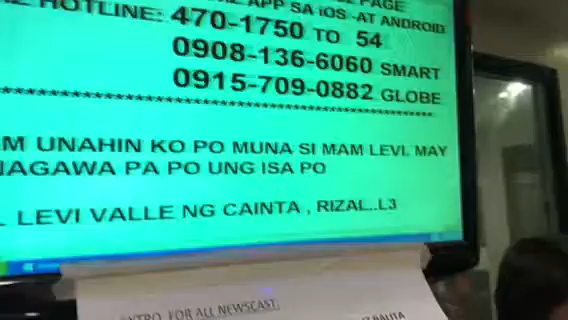 PAGE
APP SA iOS -AT ANDROID
HOTLINE: 470-1750 TO 54
0908-136-6060 SMART
0915-709-0882 GLOBE
M UNAHIN KO PO MUNA SI MAM LEVI. MAY
NAGAWA PA PO UNG ISA PO
LEVI VALLE NG CAINTA , RIZAL..L3
FOR ALL NEWSCAST.